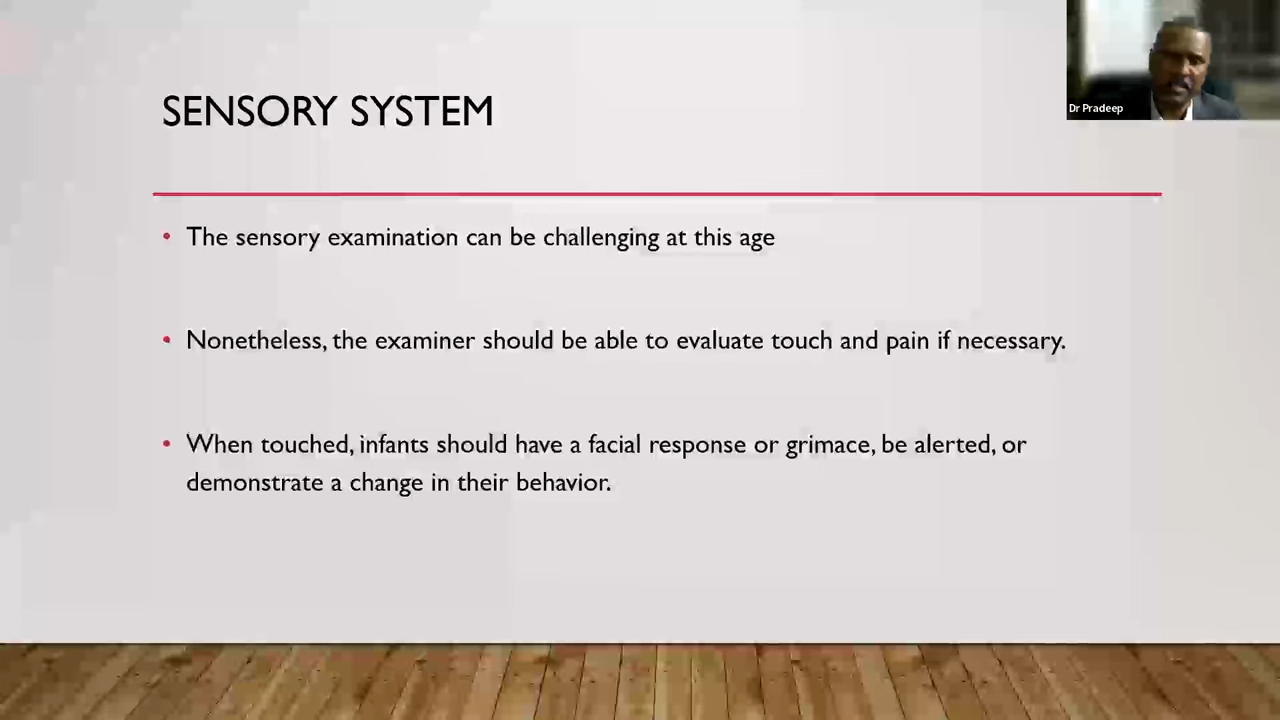 SENSORY SYSTEM
Dr Pradeep
• The sensory examination can be challenging at this age
• Nonetheless, the examiner should be able to evaluate touch and pain if necessary.
• When touched, infants should have a facial response or grimace, be alerted, or
demonstrate a change in their behavior.